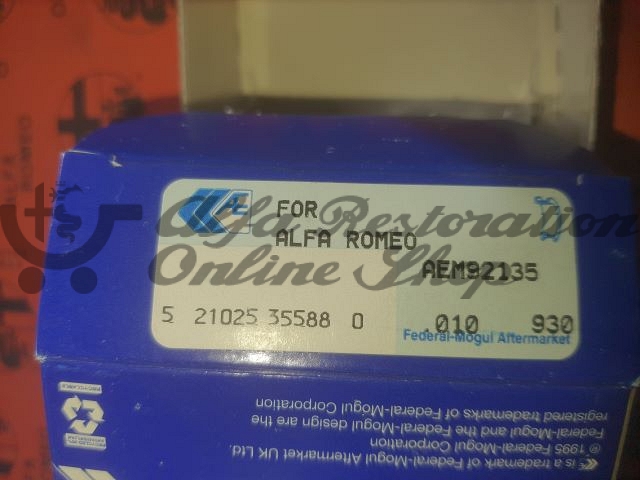 FOR
ALFA ROMEO
AEM92135
5 21025 35588 0
.010 930
Federal-Mogul Aftermarket
Alfa Restoration
Online Shop
is a trademark of Federal-Mogul Aftermarket UK Ltd.
© 1995 Federal-Mogul Corporation
Federal-Mogul and the Federal-Mogul design are the
registered trademarks of Federal-Mogul Corporation
ALFA
ROMEO